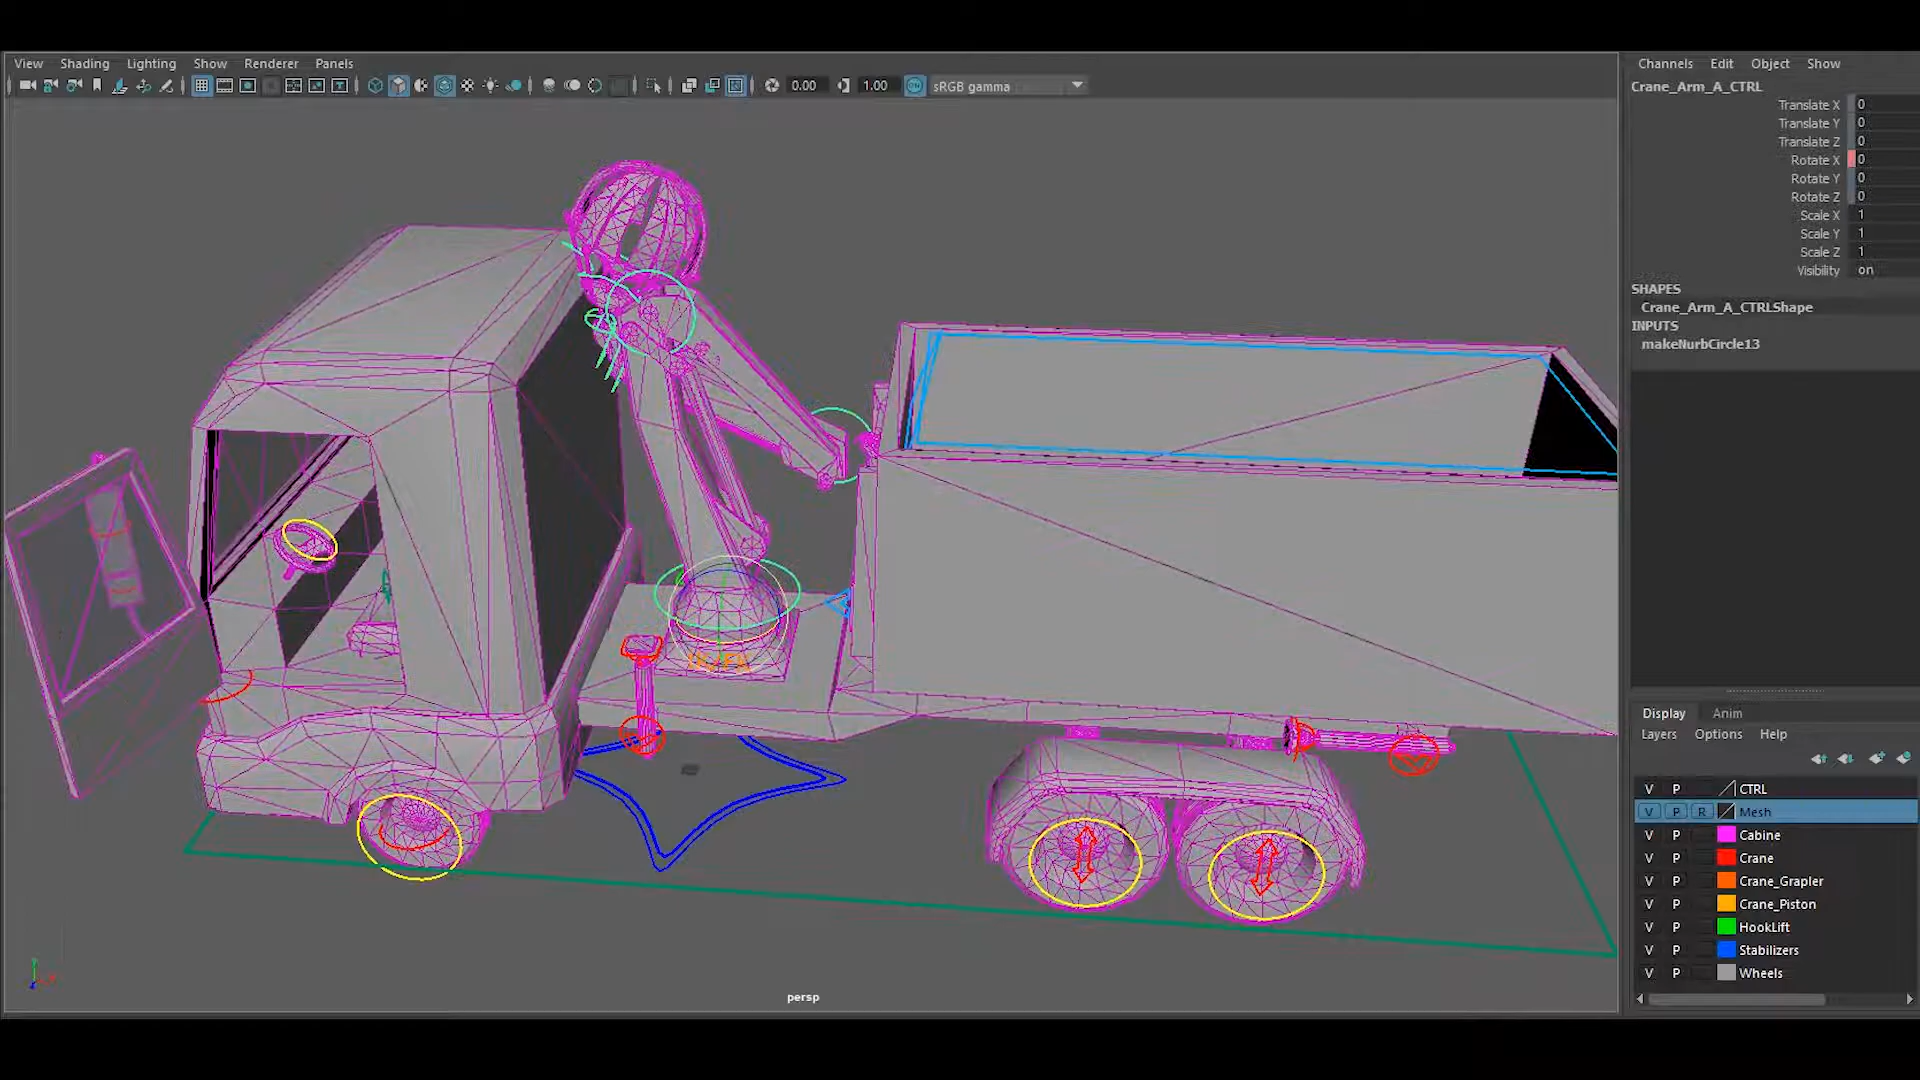 View Shading Lighting Show Renderer Panels
0.00 1.00 sRGB gamma
persp
Channels Edit Object Show
Crane_Arm_A_CTRL
Translate X 0
Translate Y 0
Translate Z 0
Rotate X 0
Rotate Y 0
Rotate Z 0
Scale X 1
Scale Y 1
Scale Z 1
Visibility on
SHAPES
Crane_Arm_A_CTRLShape
INPUTS
makeNurbCircle13
Display Anim
Layers Options Help
V P CTRL
V P R Mesh
V P Cabine
V P Crane
V P Crane_Grapler
V P Crane_Piston
V P HookLift
V P Stabilizers
V P Wheels